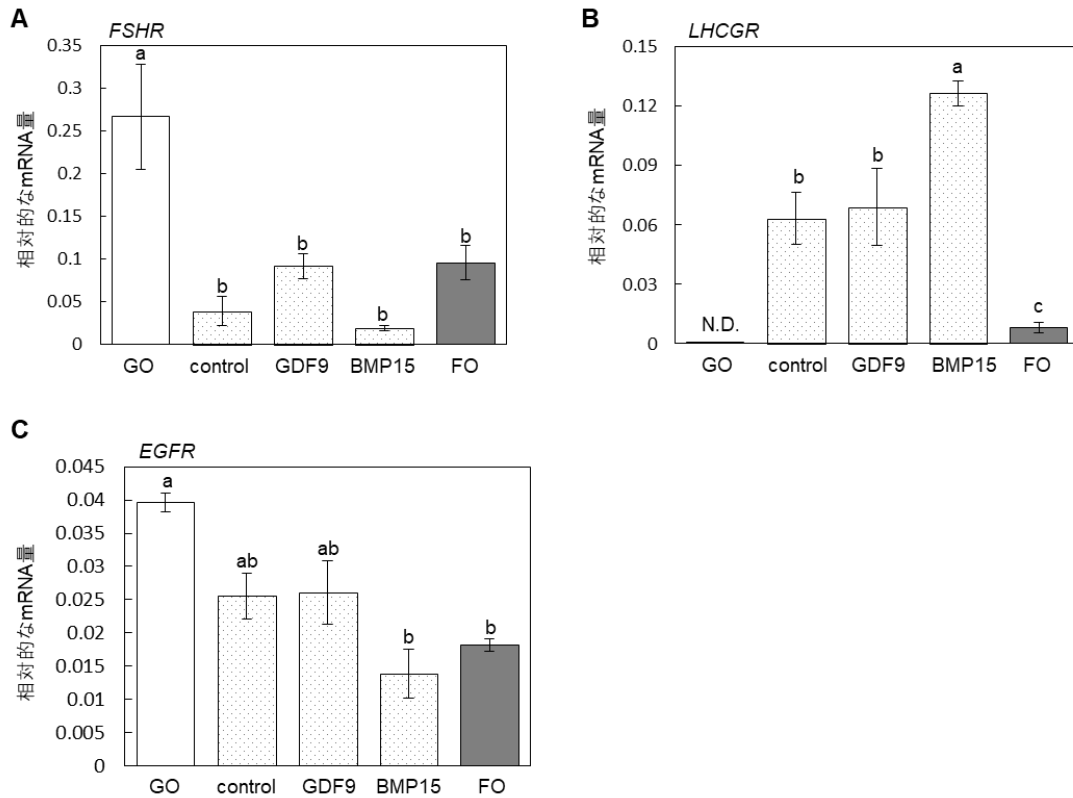 A
FSHR
相対的なmRNA量
0.35
0.3
0.25
0.2
0.15
0.1
0.05
0
a
b
b
b
b
GO control GDF9 BMP15 FO
B
LHCGR
相対的なmRNA量
0.15
0.12
0.09
0.06
0.03
0
N.D.
b
b
a
c
GO control GDF9 BMP15 FO
C
EGFR
相対的なmRNA量
0.045
0.04
0.035
0.03
0.025
0.02
0.015
0.01
0.005
0
a
ab
ab
b
b
GO control GDF9 BMP15 FO